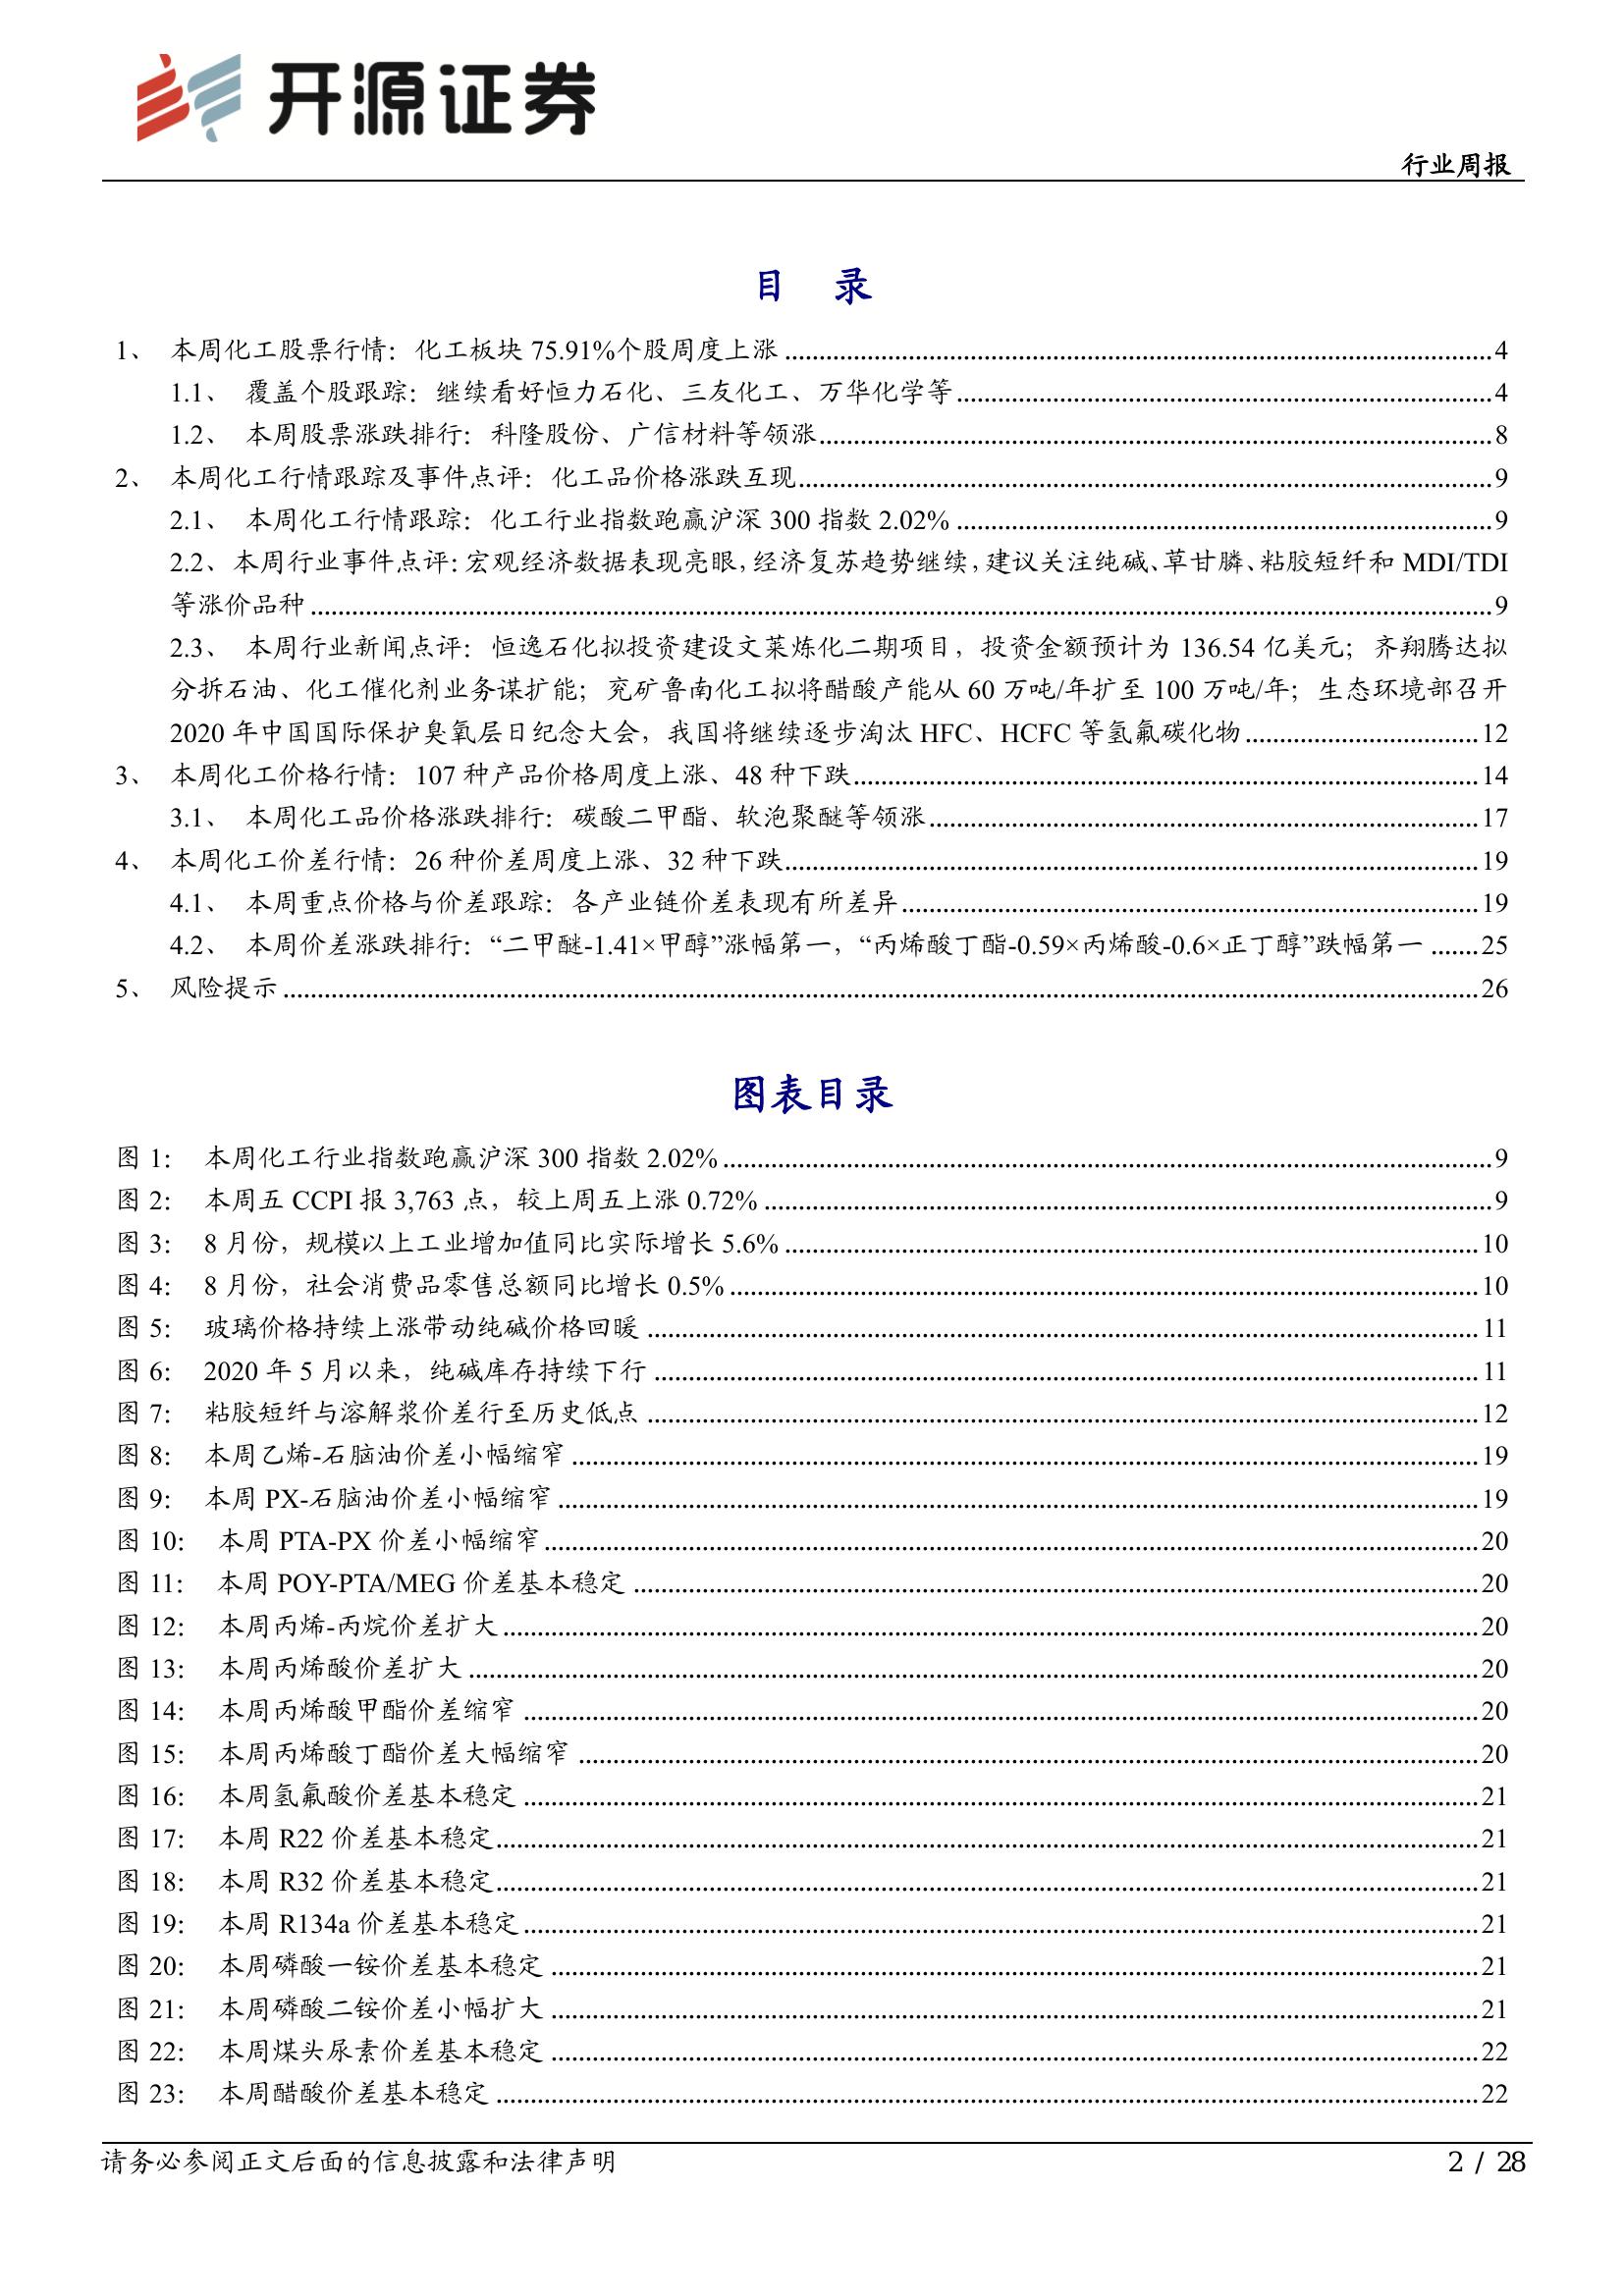 开源证券
行业周报
目 录
1、 本周化工股票行情：化工板块 75.91%个股周度上涨 ........ 4
1.1、 覆盖个股跟踪：继续看好恒力石化、三友化工、万华化学等 ........ 4
1.2、 本周股票涨跌排行：科隆股份、广信材料等领涨 ........ 8
2、 本周化工行情跟踪及事件点评：化工品价格涨跌互现 ........ 9
2.1、 本周化工行情跟踪：化工行业指数跑赢沪深 300 指数 2.02% ........ 9
2.2、本周行业事件点评：宏观经济数据表现亮眼，经济复苏趋势继续，建议关注纯碱、草甘膦、粘胶短纤和 MDI/TDI
等涨价品种 ........ 9
2.3、 本周行业新闻点评：恒逸石化拟投资建设文莱炼化二期项目，投资金额预计为 136.54 亿美元；齐翔腾达拟
分拆石油、化工催化剂业务谋扩能；兖矿鲁南化工拟将醋酸产能从 60 万吨/年扩至 100 万吨/年；生态环境部召开
2020 年中国国际保护臭氧层日纪念大会，我国将继续逐步淘汰 HFC、HCFC 等氢氟碳化物 ........ 12
3、 本周化工价格行情：107 种产品价格周度上涨、48 种下跌 ........ 14
3.1、 本周化工品价格涨跌排行：碳酸二甲酯、软泡聚醚等领涨 ........ 17
4、 本周化工价差行情：26 种价差周度上涨、32 种下跌 ........ 19
4.1、 本周重点价格与价差跟踪：各产业链价差表现有所差异 ........ 19
4.2、 本周价差涨跌排行：“二甲醚-1.41×甲醇”涨幅第一，“丙烯酸丁酯-0.59×丙烯酸-0.6×正丁醇”跌幅第一 ........ 25
5、 风险提示 ........ 26
图表目录
图 1： 本周化工行业指数跑赢沪深 300 指数 2.02% ........ 9
图 2： 本周五 CCPI 报 3,763 点，较上周五上涨 0.72% ........ 9
图 3： 8 月份，规模以上工业增加值同比实际增长 5.6% ........ 10
图 4： 8 月份，社会消费品零售总额同比增长 0.5% ........ 10
图 5： 玻璃价格持续上涨带动纯碱价格回暖 ........ 11
图 6： 2020 年 5 月以来，纯碱库存持续下行 ........ 11
图 7： 粘胶短纤与溶解浆价差行至历史低点 ........ 12
图 8： 本周乙烯-石脑油价差小幅缩窄 ........ 19
图 9： 本周 PX-石脑油价差小幅缩窄 ........ 19
图 10： 本周 PTA-PX 价差小幅缩窄 ........ 20
图 11： 本周 POY-PTA/MEG 价差基本稳定 ........ 20
图 12： 本周丙烯-丙烷价差扩大 ........ 20
图 13： 本周丙烯酸价差扩大 ........ 20
图 14： 本周丙烯酸甲酯价差缩窄 ........ 20
图 15： 本周丙烯酸丁酯价差大幅缩窄 ........ 20
图 16： 本周氢氟酸价差基本稳定 ........ 21
图 17： 本周 R22 价差基本稳定 ........ 21
图 18： 本周 R32 价差基本稳定 ........ 21
图 19： 本周 R134a 价差基本稳定 ........ 21
图 20： 本周磷酸一铵价差基本稳定 ........ 21
图 21： 本周磷酸二铵价差小幅扩大 ........ 21
图 22： 本周煤头尿素价差基本稳定 ........ 22
图 23： 本周醋酸价差基本稳定 ........ 22
请务必参阅正文后面的信息披露和法律声明
2 / 28